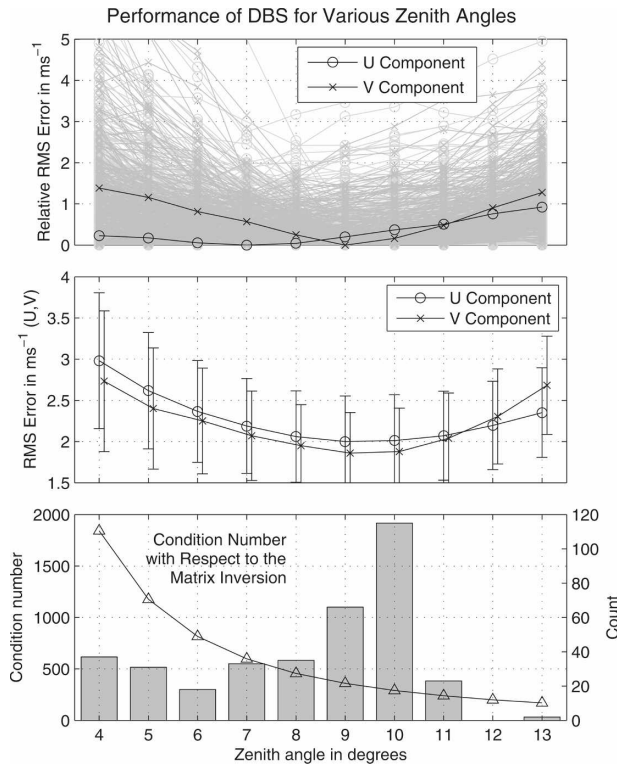 Performance of DBS for Various Zenith Angles
Relative RMS Error in ms⁻¹
5
4
3
2
1
0
U Component
V Component
RMS Error in ms⁻¹ (U,V)
4
3.5
3
2.5
2
1.5
U Component
V Component
Condition number
2000
1500
1000
500
0
Condition Number
with Respect to the
Matrix Inversion
120
100
80
60
40
20
0
Count
4 5 6 7 8 9 10 11 12 13
Zenith angle in degrees